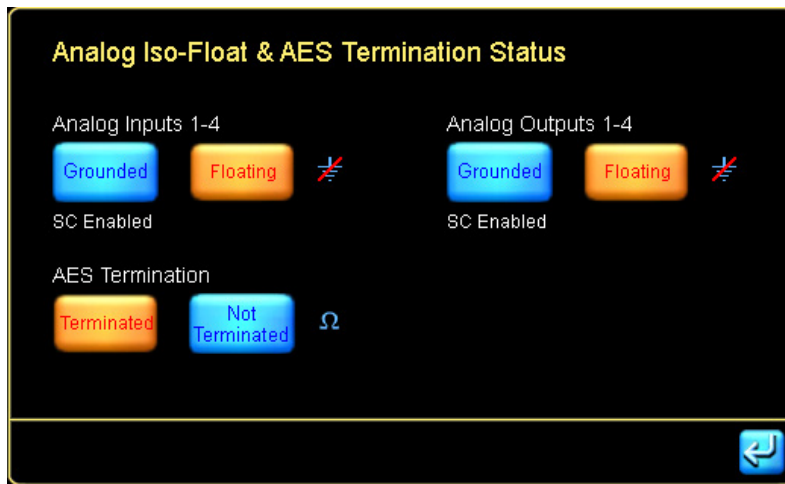 Analog Iso-Float & AES Termination Status
Analog Inputs 1-4
Grounded
Floating
SC Enabled
Analog Outputs 1-4
Grounded
Floating
SC Enabled
AES Termination
Terminated
Not
Terminated
Ω